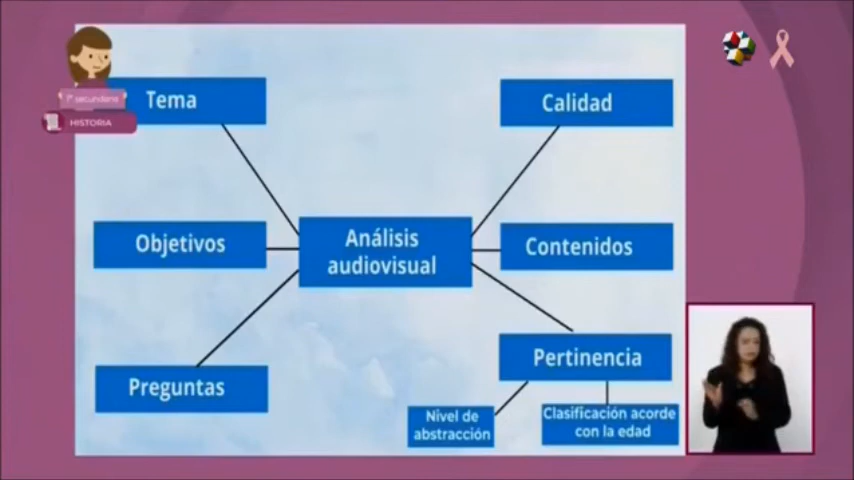 Tema
1° secundaria
HISTORIA
Objetivos
Preguntas
Análisis
audiovisual
Calidad
Contenidos
Pertinencia
Nivel de
abstracción
Clasificación acorde
con la edad